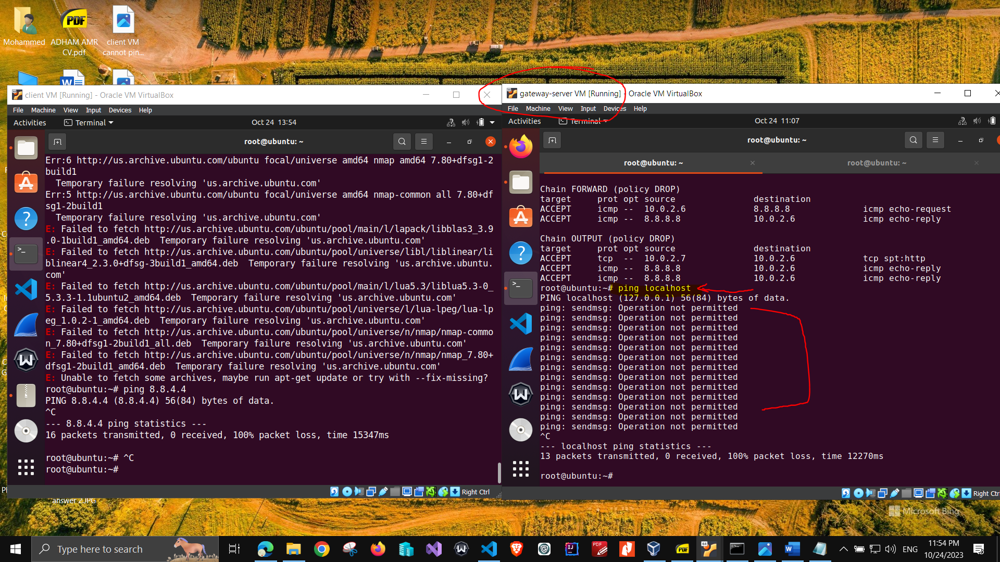 Mohammed
ADHAM AMR
CV.pdf
client VM
cannot pin...
client VM [Running] - Oracle VM VirtualBox
File Machine View Input Devices Help
Activities
Terminal
Oct 24 13:54
root@ubuntu: ~
Err:6 http://us.archive.ubuntu.com/ubuntu focal/universe amd64 nmap amd64 7.80+dfsg1-2
build1
Temporary failure resolving 'us.archive.ubuntu.com'
Err:5 http://us.archive.ubuntu.com/ubuntu focal/universe amd64 nmap-common all 7.80+df
sg1-2build1
Temporary failure resolving 'us.archive.ubuntu.com'
E: Failed to fetch http://us.archive.ubuntu.com/ubuntu/pool/main/l/lapack/libblas3_3.9
.0-1build1_amd64.deb  Temporary failure resolving 'us.archive.ubuntu.com'
E: Failed to fetch http://us.archive.ubuntu.com/ubuntu/pool/universe/libl/liblinear/li
blinear4_2.3.0+dfsg-3build1_amd64.deb  Temporary failure resolving 'us.archive.ubuntu.
com'
E: Failed to fetch http://us.archive.ubuntu.com/ubuntu/pool/main/l/lua5.3/liblua5.3-0_
5.3.3-1.1ubuntu2_amd64.deb  Temporary failure resolving 'us.archive.ubuntu.com'
E: Failed to fetch http://us.archive.ubuntu.com/ubuntu/pool/universe/l/lua-lpeg/lua-lp
eg_1.0.2-1_amd64.deb  Temporary failure resolving 'us.archive.ubuntu.com'
E: Failed to fetch http://us.archive.ubuntu.com/ubuntu/pool/universe/n/nmap/nmap-commo
n_7.80+dfsg1-2build1_all.deb  Temporary failure resolving 'us.archive.ubuntu.com'
E: Failed to fetch http://us.archive.ubuntu.com/ubuntu/pool/universe/n/nmap/nmap_7.80+
dfsg1-2build1_amd64.deb  Temporary failure resolving 'us.archive.ubuntu.com'
E: Unable to fetch some archives, maybe run apt-get update or try with --fix-missing?
root@ubuntu:~# ping 8.8.4.4
PING 8.8.4.4 (8.8.4.4) 56(84) bytes of data.
^C
--- 8.8.4.4 ping statistics ---
16 packets transmitted, 0 received, 100% packet loss, time 15347ms
root@ubuntu:~# ^C
root@ubuntu:~#
Right Ctrl
answer 2JPG
gateway-server VM [Running] - Oracle VM VirtualBox
File Machine View Input Devices Help
Activities
Terminal
Oct 24 11:07
root@ubuntu: ~
root@ubuntu: ~
root@ubuntu: ~
Chain FORWARD (policy DROP)
target     prot opt source               destination
ACCEPT     icmp --  10.0.2.6             8.8.8.8              icmp echo-request
ACCEPT     icmp --  8.8.8.8              10.0.2.6             icmp echo-reply
Chain OUTPUT (policy DROP)
target     prot opt source               destination
ACCEPT     tcp  --  10.0.2.7             10.0.2.6             tcp spt:http
ACCEPT     icmp --  8.8.8.8              10.0.2.6             icmp echo-reply
ACCEPT     icmp --  8.8.8.8              10.0.2.6             icmp echo-reply
root@ubuntu:~# ping localhost
PING localhost (127.0.0.1) 56(84) bytes of data.
ping: sendmsg: Operation not permitted
ping: sendmsg: Operation not permitted
ping: sendmsg: Operation not permitted
ping: sendmsg: Operation not permitted
ping: sendmsg: Operation not permitted
ping: sendmsg: Operation not permitted
ping: sendmsg: Operation not permitted
ping: sendmsg: Operation not permitted
ping: sendmsg: Operation not permitted
ping: sendmsg: Operation not permitted
ping: sendmsg: Operation not permitted
ping: sendmsg: Operation not permitted
ping: sendmsg: Operation not permitted
^C
--- localhost ping statistics ---
13 packets transmitted, 0 received, 100% packet loss, time 12270ms
root@ubuntu:~#
Right Ctrl
Microsoft Bing
Type here to search
ENG
11:54 PM
10/24/2023